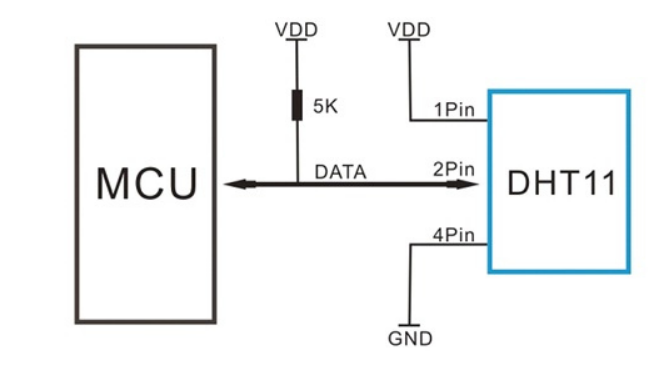 VDD
VDD
5K
1Pin
MCU
DATA
2Pin
DHT11
4Pin
GND